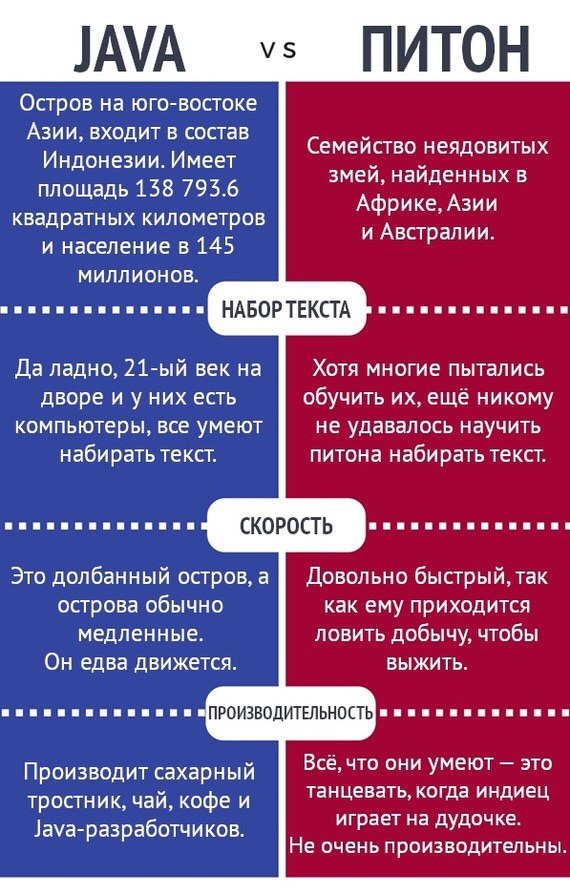 JAVA vs ПИТОН
Остров на юго-востоке
Азии, входит в состав
Индонезии. Имеет
площадь 138 793.6
квадратных километров
и население в 145
миллионов.
Семейство неядовитых
змей, найденных в
Африке, Азии
и Австралии.
НАБОР ТЕКСТА
Да ладно, 21-ый век на
дворе и у них есть
компьютеры, все умеют
набирать текст.
Хотя многие пытались
обучить их, ещё никому
не удавалось научить
питона набирать текст.
СКОРОСТЬ
Это долбанный остров, а
острова обычно
медленные.
Он едва движется.
Довольно быстрый, так
как ему приходится
ловить добычу, чтобы
выжить.
ПРОИЗВОДИТЕЛЬНОСТЬ
Производит сахарный
тростник, чай, кофе и
Java-разработчиков.
Всё, что они умеют — это
танцевать, когда индиец
играет на дудочке.
Не очень производительны.